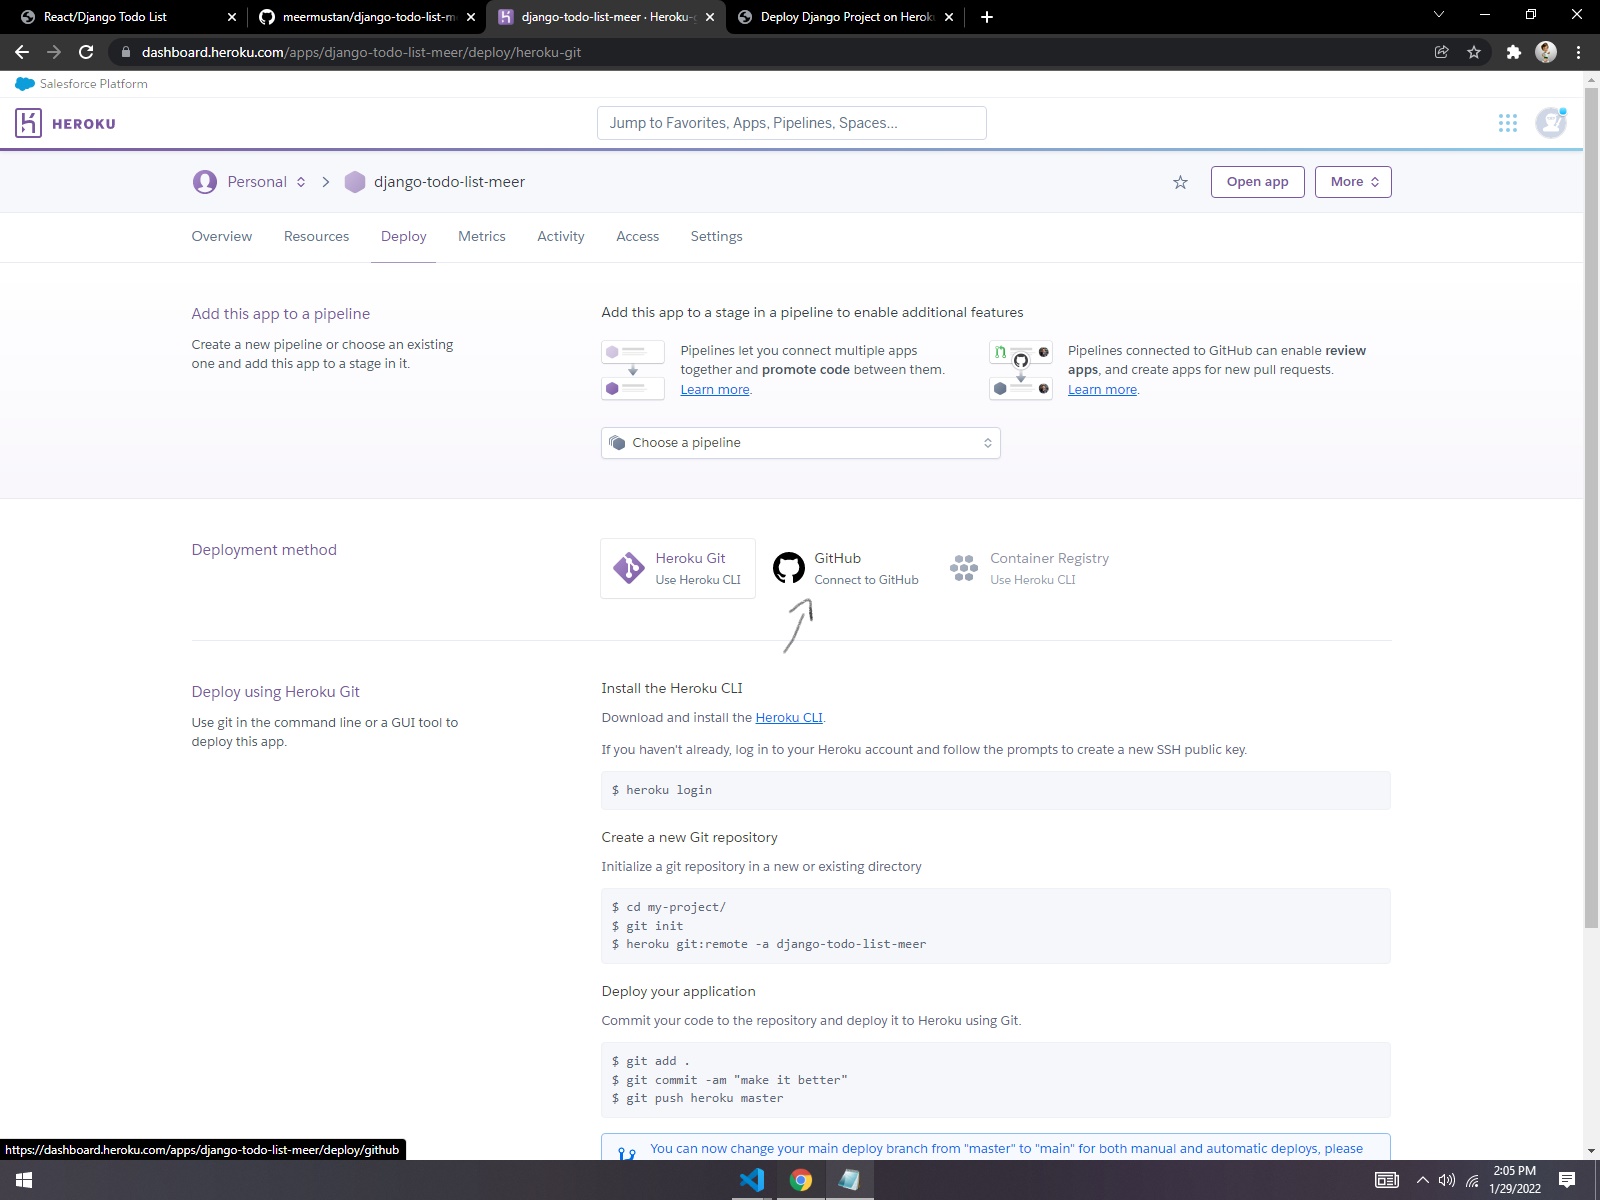 React/Django Todo List
meermustan/django-todo-list-m
django-todo-list-meer · Heroku-g
Deploy Django Project on Heroku
dashboard.heroku.com/apps/django-todo-list-meer/deploy/heroku-git
Salesforce Platform
HEROKU
Jump to Favorites, Apps, Pipelines, Spaces...
Personal
django-todo-list-meer
Open app
More
Overview
Resources
Deploy
Metrics
Activity
Access
Settings
Add this app to a pipeline
Create a new pipeline or choose an existing
one and add this app to a stage in it.
Add this app to a stage in a pipeline to enable additional features
Pipelines let you connect multiple apps
together and promote code between them.
Learn more.
Pipelines connected to GitHub can enable review
apps, and create apps for new pull requests.
Learn more.
Choose a pipeline
Deployment method
Heroku Git
Use Heroku CLI
GitHub
Connect to GitHub
Container Registry
Use Heroku CLI
Deploy using Heroku Git
Use git in the command line or a GUI tool to
deploy this app.
Install the Heroku CLI
Download and install the Heroku CLI.
If you haven't already, log in to your Heroku account and follow the prompts to create a new SSH public key.
$ heroku login
Create a new Git repository
Initialize a git repository in a new or existing directory
$ cd my-project/
$ git init
$ heroku git:remote -a django-todo-list-meer
Deploy your application
Commit your code to the repository and deploy it to Heroku using Git.
$ git add .
$ git commit -am "make it better"
$ git push heroku master
You can now change your main deploy branch from "master" to "main" for both manual and automatic deploys, please
https://dashboard.heroku.com/apps/django-todo-list-meer/deploy/github
2:05 PM
1/29/2022